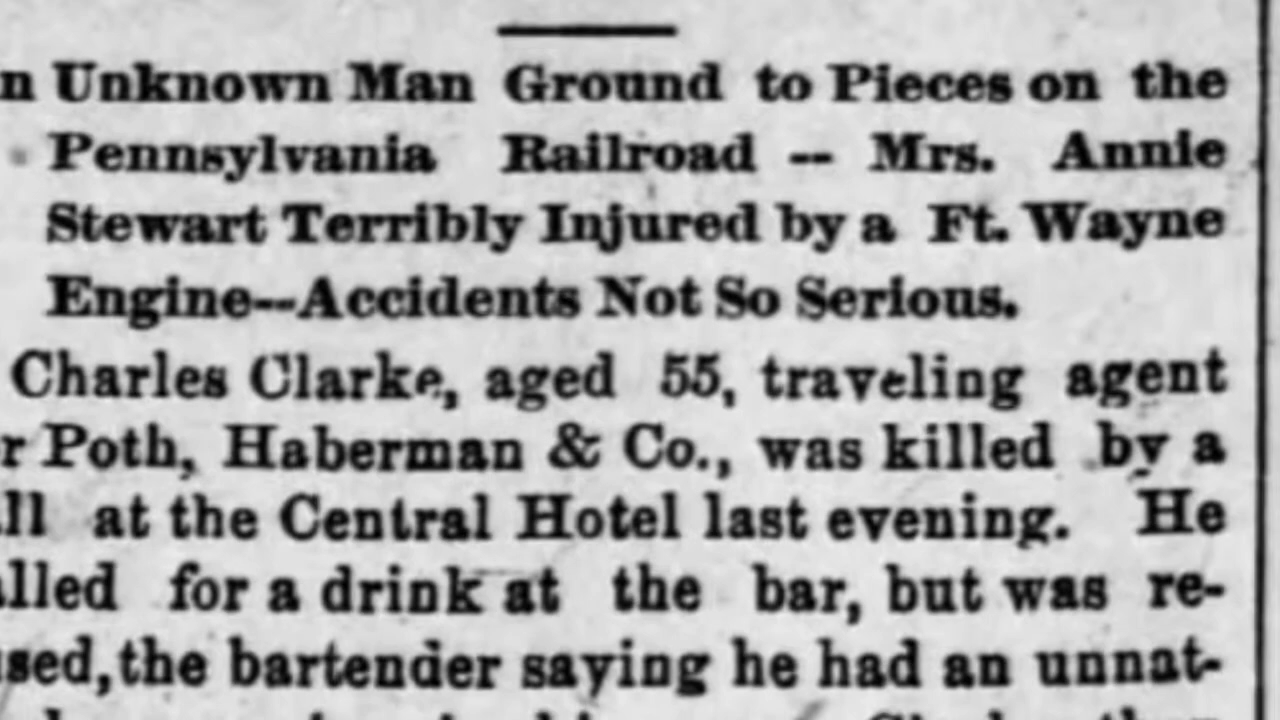 n Unknown Man Ground to Pieces on the
Pennsylvania Railroad -- Mrs. Annie
Stewart Terribly Injured by a Ft. Wayne
Engine--Accidents Not So Serious.
Charles Clarke, aged 55, traveling agent
r Poth, Haberman & Co., was killed by a
ll at the Central Hotel last evening. He
alled for a drink at the bar, but was re-
used, the bartender saying he had an unnat-